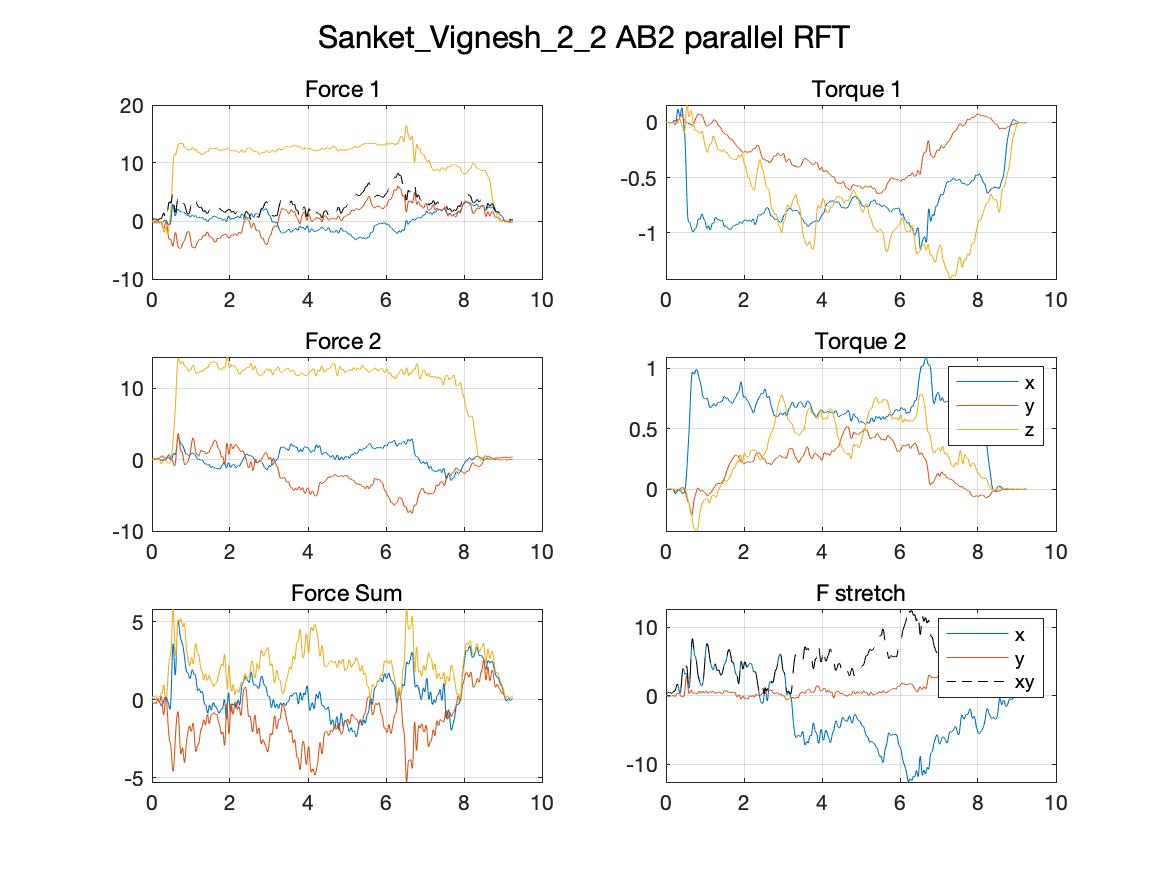 Sanket_Vignesh_2_2 AB2 parallel RFT
Force 1
20
10
0
-10
0 2 4 6 8 10
Torque 1
0
-0.5
-1
0 2 4 6 8 10
Force 2
10
0
-10
0 2 4 6 8 10
Torque 2
1
0.5
0
x
y
z
0 2 4 6 8 10
Force Sum
5
0
-5
0 2 4 6 8 10
F stretch
10
0
-10
x
y
xy
0 2 4 6 8 10